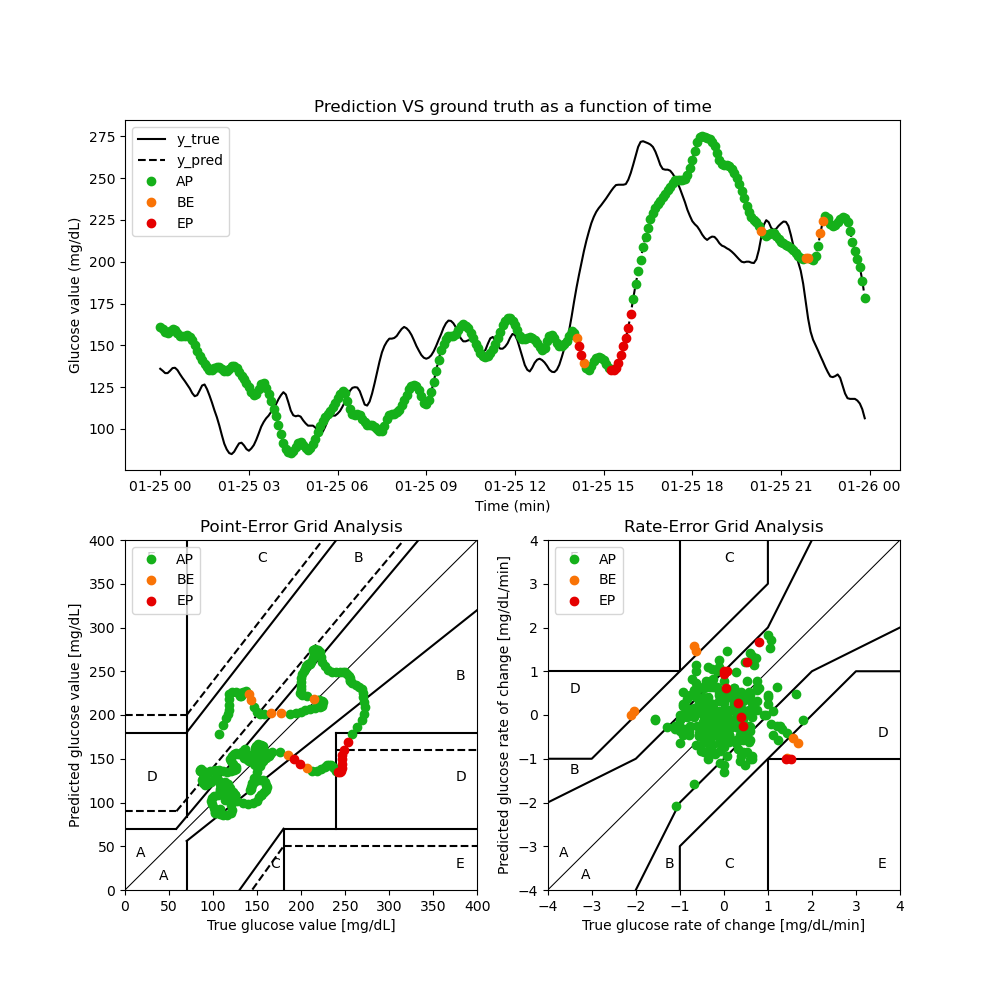 Prediction VS ground truth as a function of time
Glucose value (mg/dL)
275
250
225
200
175
150
125
100
y_true
y_pred
AP
BE
EP
01-25 00 01-25 03 01-25 06 01-25 09 01-25 12 01-25 15 01-25 18 01-25 21 01-26 00
Time (min)
Point-Error Grid Analysis
Predicted glucose value [mg/dL]
400
350
300
250
200
150
100
50
0
AP
BE
EP
C
B
B
D
D
A
A
C
E
0 50 100 150 200 250 300 350 400
True glucose value [mg/dL]
Rate-Error Grid Analysis
Predicted glucose rate of change [mg/dL/min]
4
3
2
1
0
−1
−2
−3
−4
AP
BE
EP
C
D
D
B
A
A
B
C
E
−4 −3 −2 −1 0 1 2 3 4
True glucose rate of change [mg/dL/min]